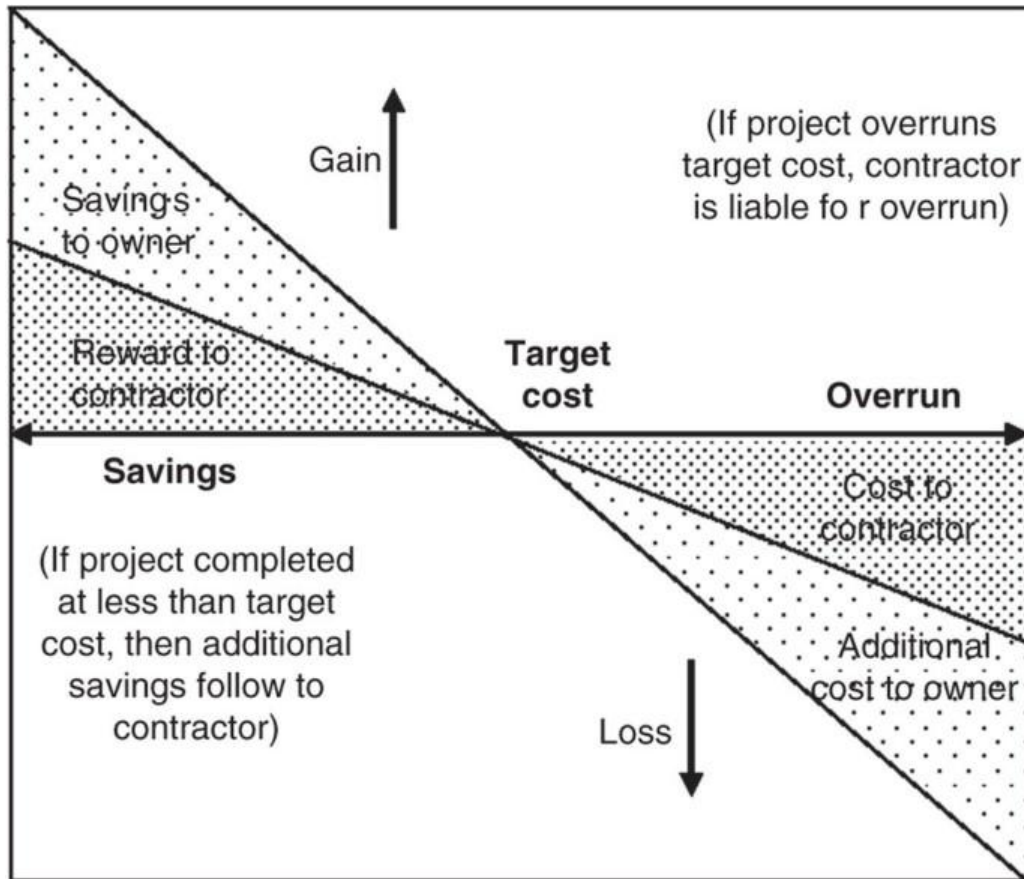 Gain
(If project overruns
target cost, contractor
is liable fo r overrun)
Savings
to owner
Reward to
contractor
Target
cost
Overrun
Savings
Cost to
contractor
(If project completed
at less than target
cost, then additional
savings follow to
contractor)
Additional
cost to owner
Loss